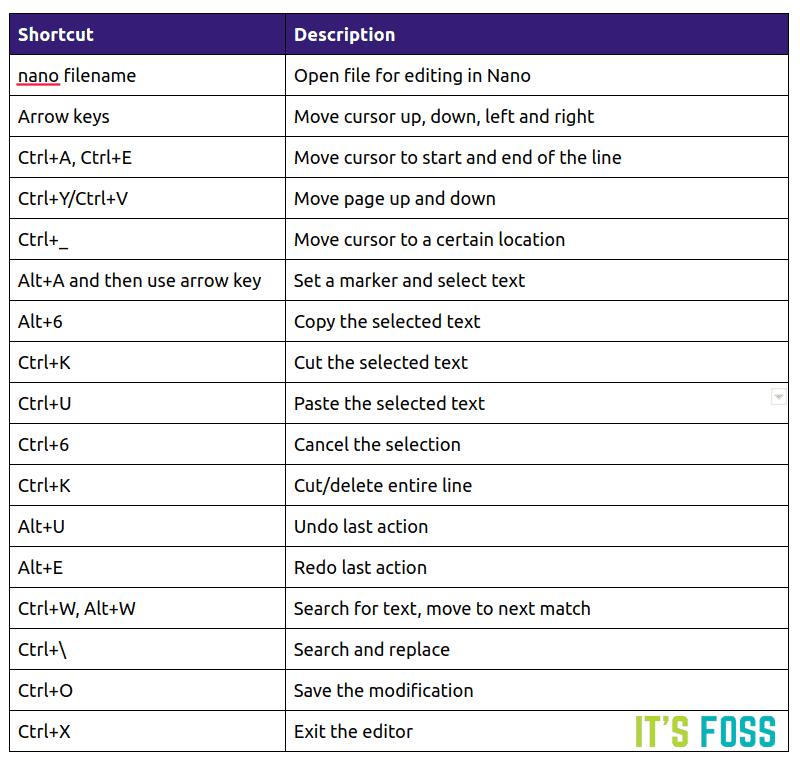 Shortcut Description
nano filename Open file for editing in Nano
Arrow keys Move cursor up, down, left and right
Ctrl+A, Ctrl+E Move cursor to start and end of the line
Ctrl+Y/Ctrl+V Move page up and down
Ctrl+_ Move cursor to a certain location
Alt+A and then use arrow key Set a marker and select text
Alt+6 Copy the selected text
Ctrl+K Cut the selected text
Ctrl+U Paste the selected text
Ctrl+6 Cancel the selection
Ctrl+K Cut/delete entire line
Alt+U Undo last action
Alt+E Redo last action
Ctrl+W, Alt+W Search for text, move to next match
Ctrl+\ Search and replace
Ctrl+O Save the modification
Ctrl+X Exit the editor
IT'S FOSS